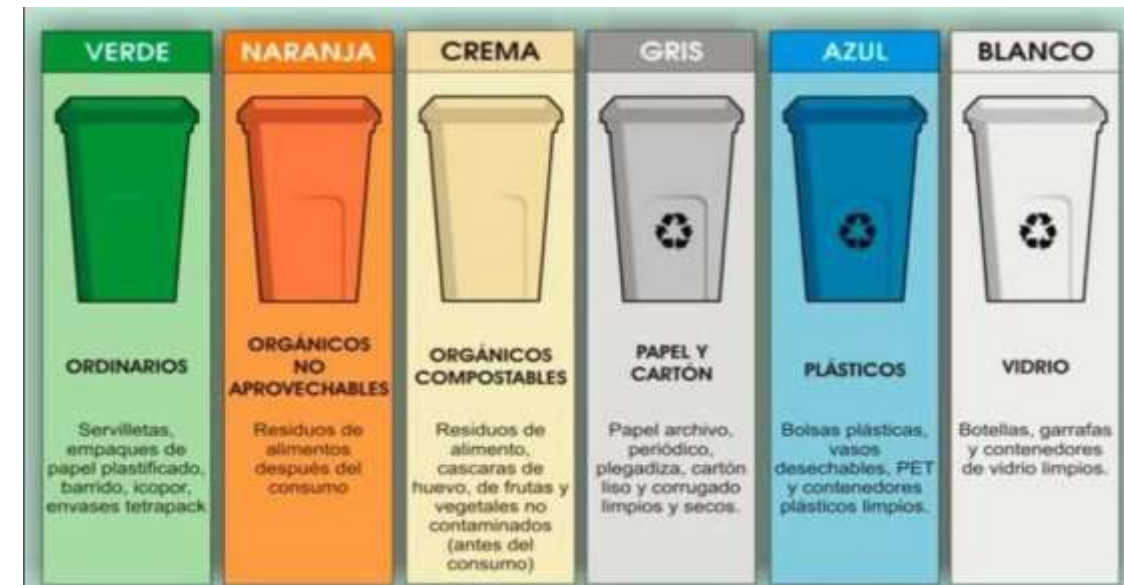 VERDE
ORDINARIOS
Servilletas,
empaques de
papel plastificado,
barrido, icopor,
envases tetrapack
NARANJA
ORGÁNICOS
NO
APROVECHABLES
Residuos de
alimentos
después del
consumo
CREMA
ORGÁNICOS
COMPOSTABLES
Residuos de
alimento,
cascaras de
huevo, de frutas y
vegetales no
contaminados
(antes del
consumo)
GRIS
PAPEL Y
CARTÓN
Papel archivo,
periódico,
plegadiza, cartón
liso y corrugado
limpios y secos.
AZUL
PLÁSTICOS
Bolsas plásticas,
vasos
desechables, PET
y contenedores
plásticos limpios.
BLANCO
VIDRIO
Botellas, garrafas
y contenedores
de vidrio limpios.